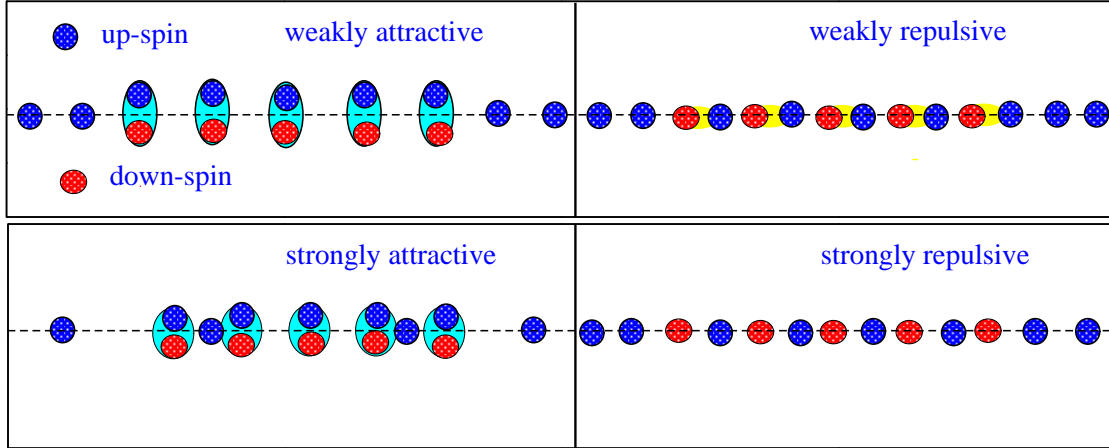 up-spin
weakly attractive
weakly repulsive
down-spin
strongly attractive
strongly repulsive